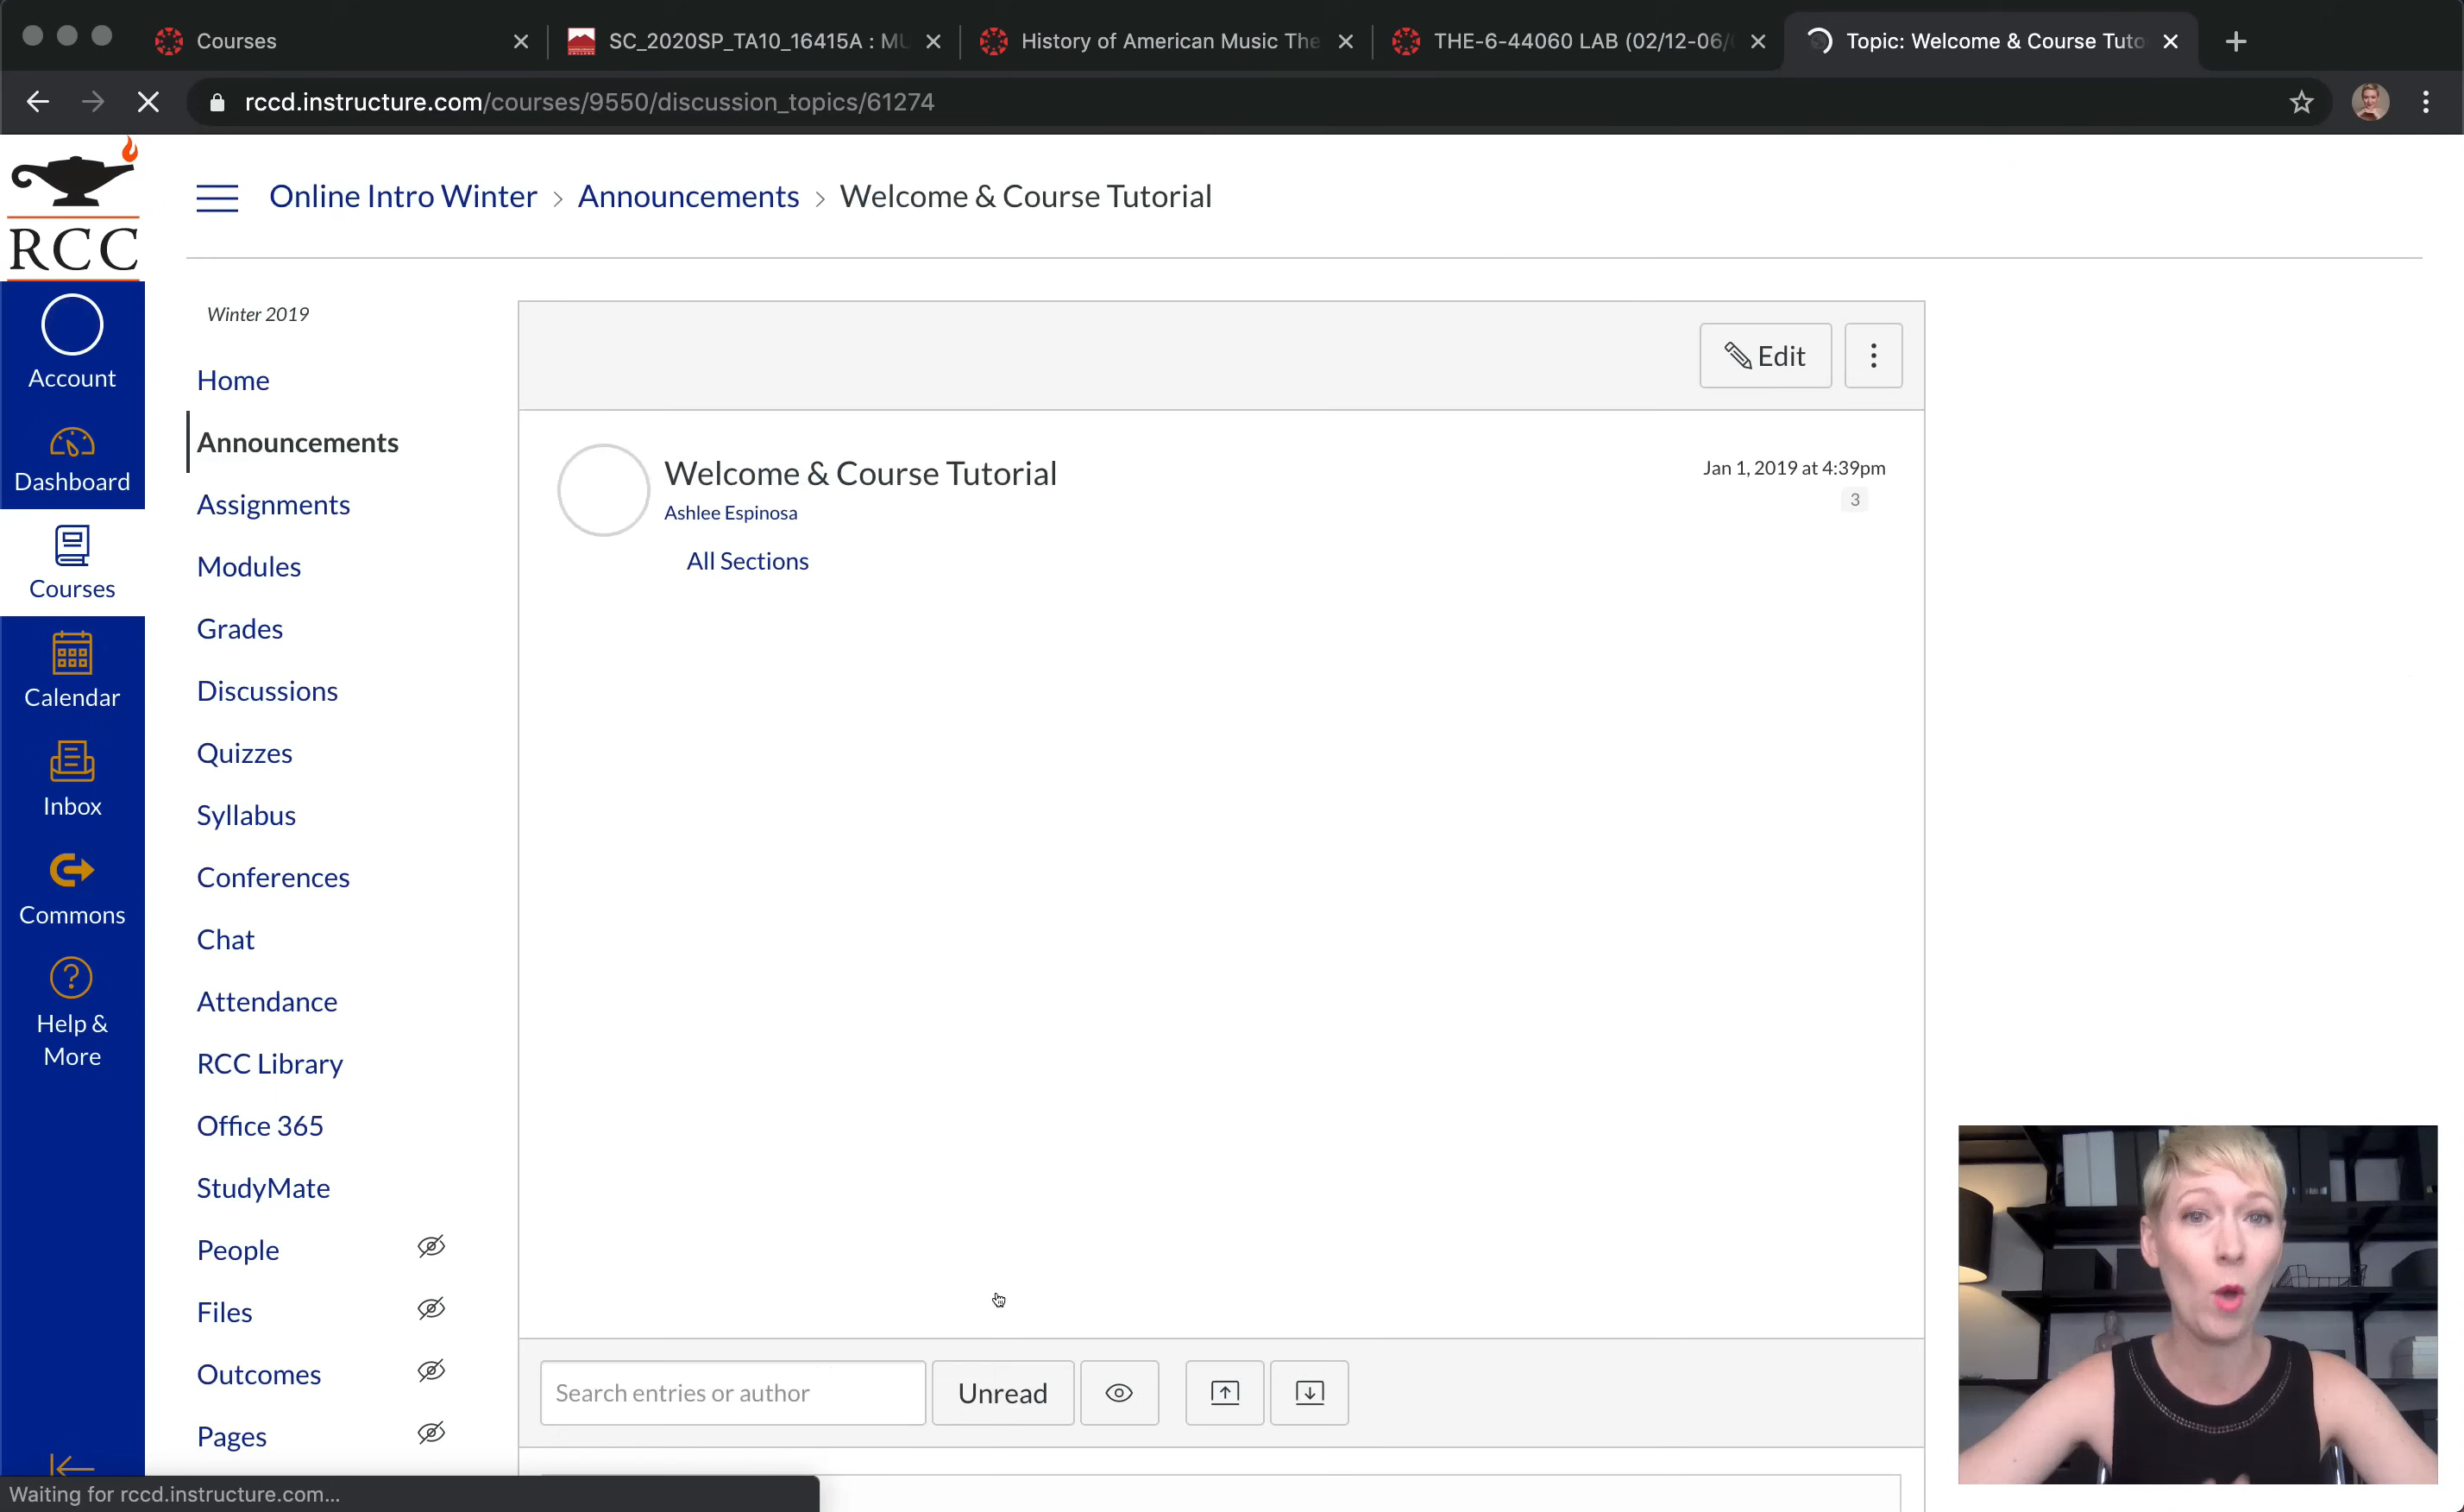 Courses
SC_2020SP_TA10_16415A : MU
History of American Music The
THE-6-44060 LAB (02/12-06/
Topic: Welcome & Course Tuto
rccd.instructure.com/courses/9550/discussion_topics/61274
RCC
Online Intro Winter > Announcements > Welcome & Course Tutorial
Account
Dashboard
Courses
Calendar
Inbox
Commons
Help &
More
Winter 2019
Home
Announcements
Assignments
Modules
Grades
Discussions
Quizzes
Syllabus
Conferences
Chat
Attendance
RCC Library
Office 365
StudyMate
People
Files
Outcomes
Pages
Edit
Welcome & Course Tutorial
Jan 1, 2019 at 4:39pm
Ashlee Espinosa
3
All Sections
Search entries or author
Unread
Waiting for rccd.instructure.com...